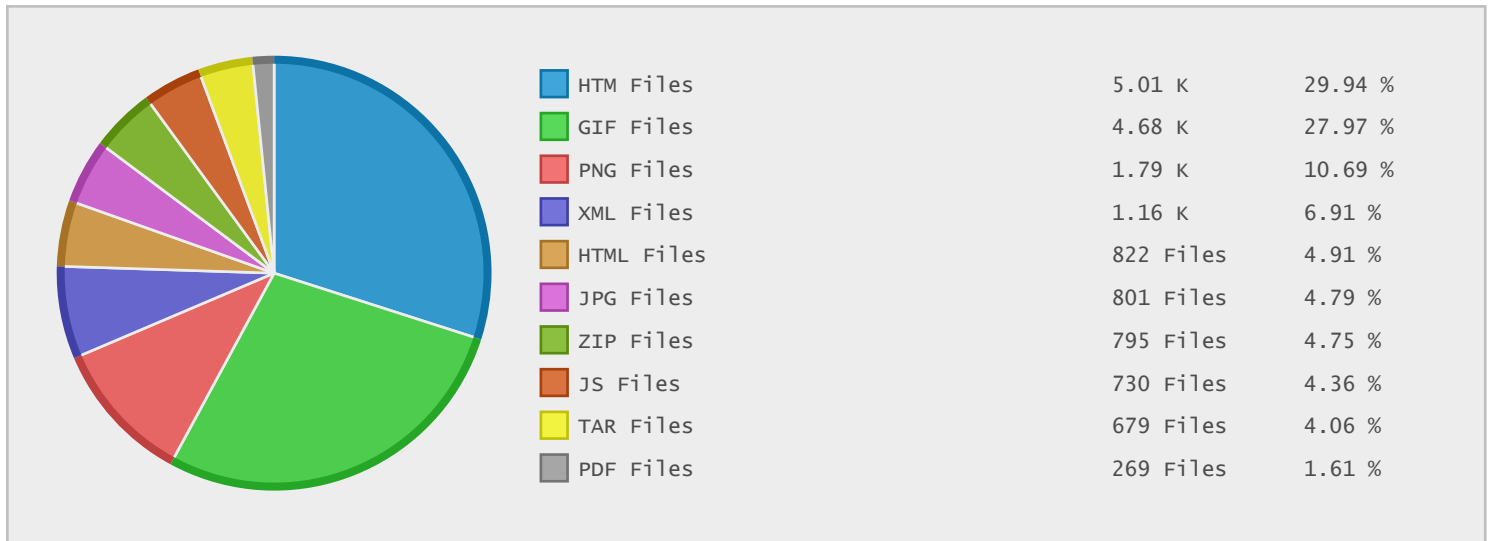 HTM Files 5.01 K 29.94 %
GIF Files 4.68 K 27.97 %
PNG Files 1.79 K 10.69 %
XML Files 1.16 K 6.91 %
HTML Files 822 Files 4.91 %
JPG Files 801 Files 4.79 %
ZIP Files 795 Files 4.75 %
JS Files 730 Files 4.36 %
TAR Files 679 Files 4.06 %
PDF Files 269 Files 1.61 %